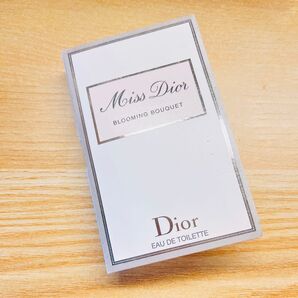 Miss Dior
BLOOMING BOUQUET
Dior
EAU DE TOILETTE